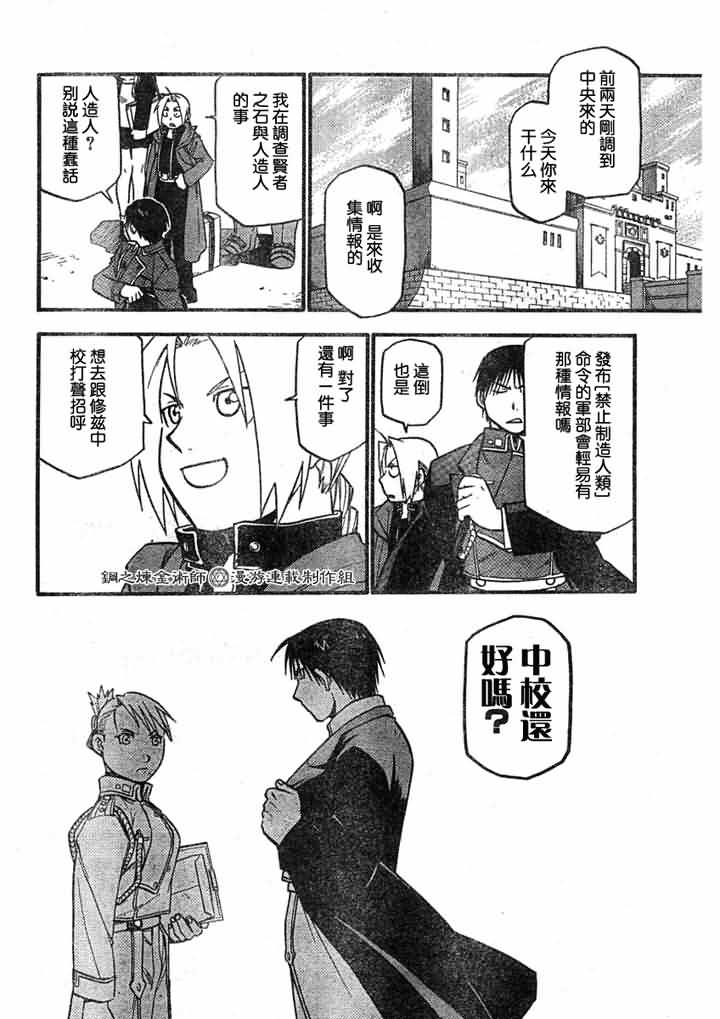 前兩天剛調到
中央來的
今天你來
干什么
啊 是來收
集情報的
我在調查賢者
之石與人造人
的事
人造人？
别説這種蠢話
發布[禁止制造人類]
命令的軍部會輕易有
那種情報嗎
這倒
也是
啊 對了
還有一件事
想去跟修兹中
校打聲招呼
鋼之煉金術師 漫游連載制作組
中校還
好嗎？